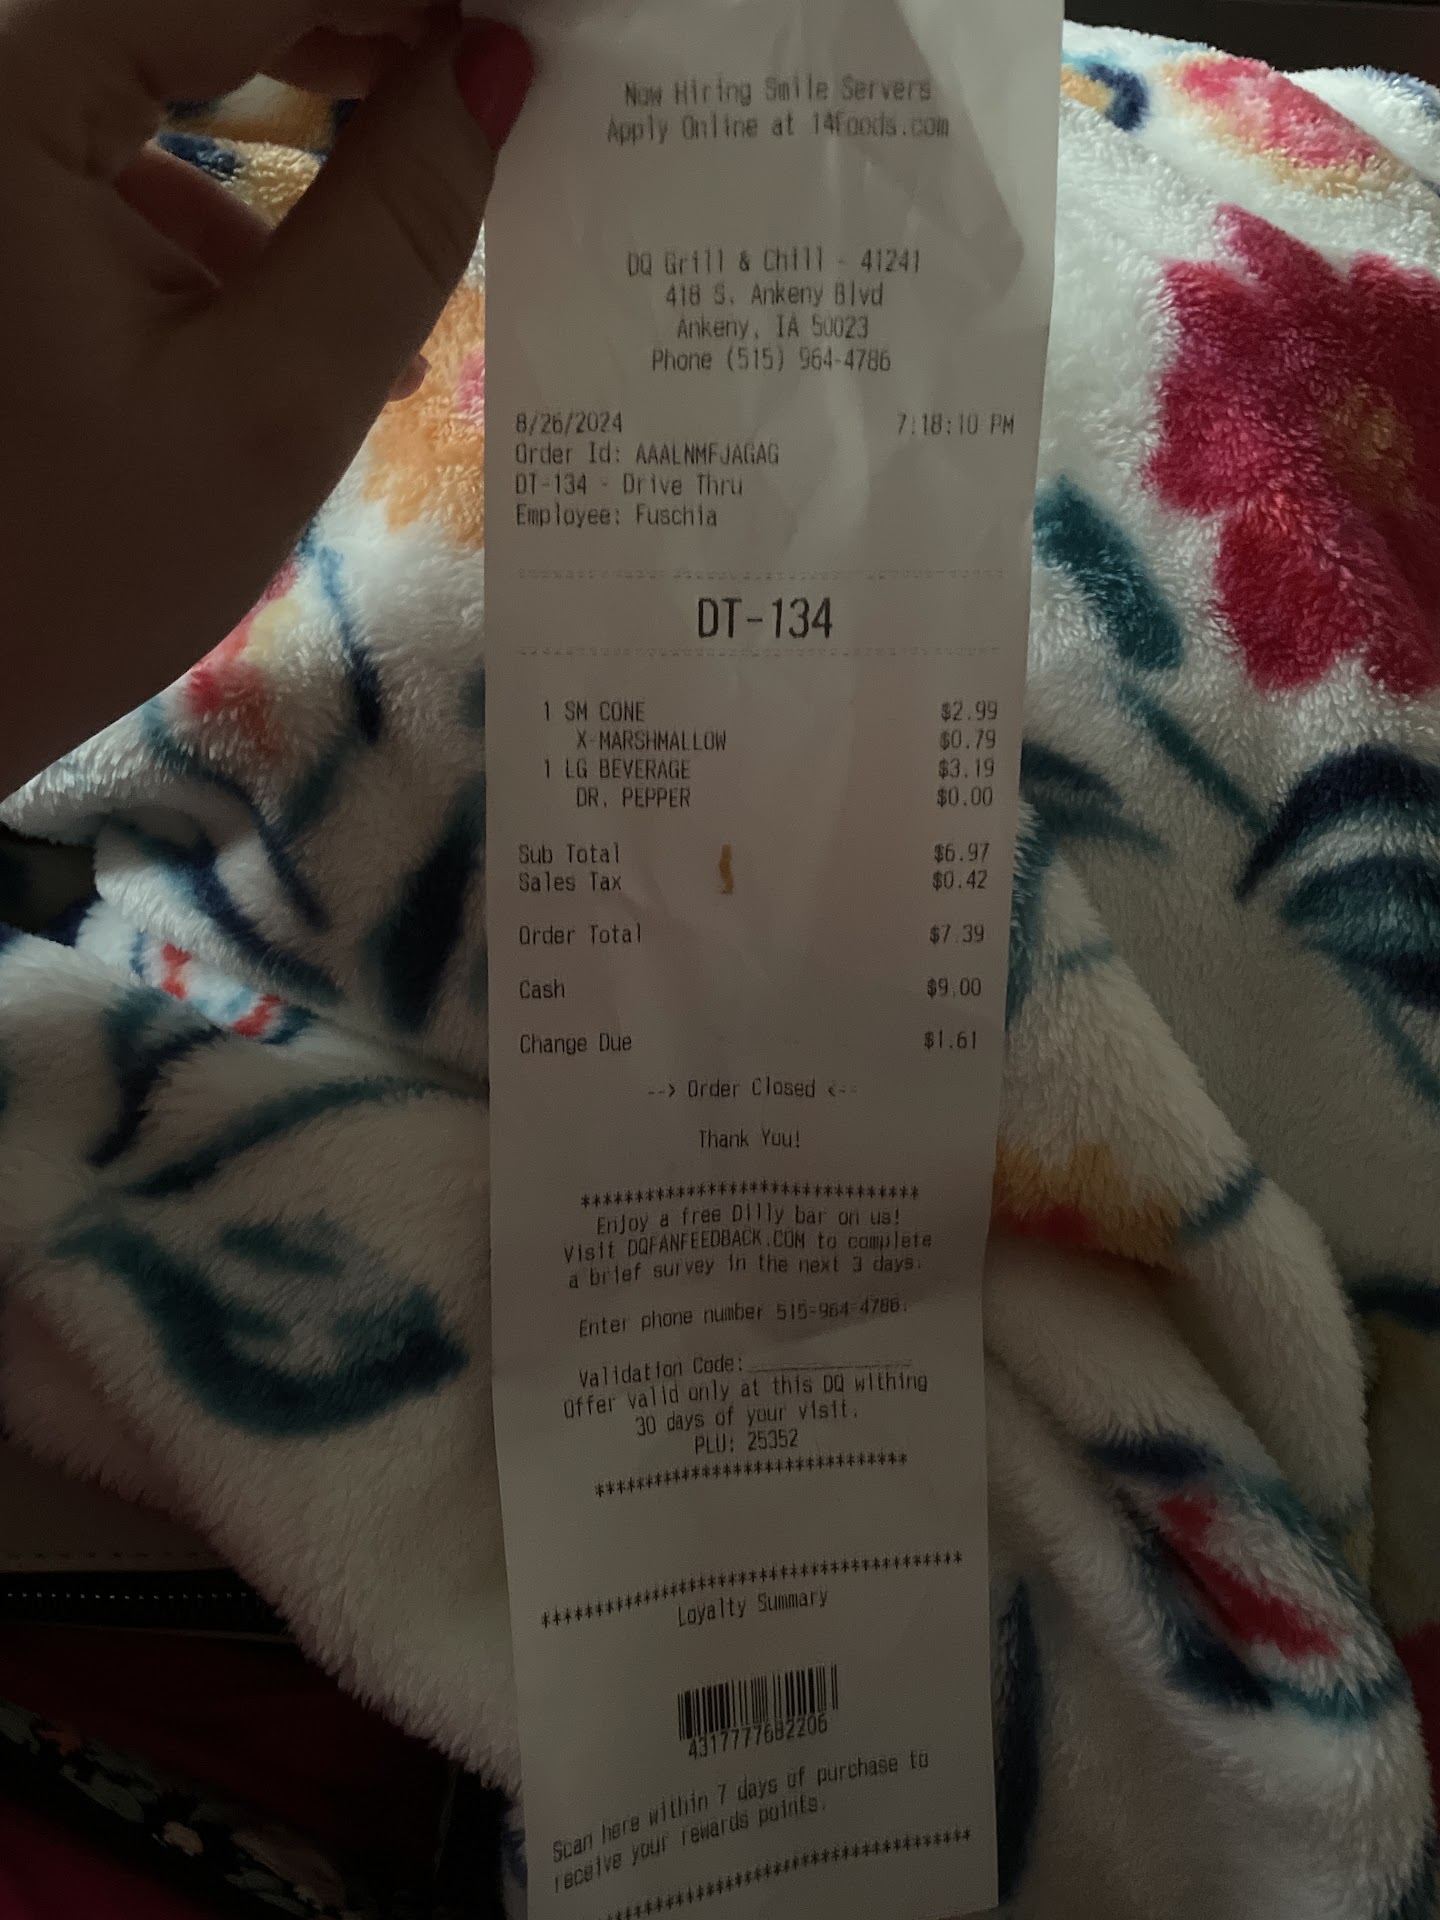 Now Hiring Smile Servers
Apply Online at 14foods.com
DQ Grill & Chill - 41241
418 S. Ankeny Blvd
Ankeny, IA 50023
Phone (515) 964-4786
8/26/2024 7:18:10 PM
Order Id: AAALNMFJAGAG
DT-134 - Drive Thru
Employee: Fuschia
DT-134
1 SM CONE $2.99
X-MARSHMALLOW $0.79
1 LG BEVERAGE $3.19
DR. PEPPER $0.00
Sub Total $6.97
Sales Tax $0.42
Order Total $7.39
Cash $9.00
Change Due $1.61
--> Order Closed <--
Thank You!
*******************************
Enjoy a free Dilly bar on us!
Visit DQFANFEEDBACK.COM to complete
a brief survey in the next 3 days.
Enter phone number 515-964-4786.
Validation Code:_______________
Offer valid only at this DQ withing
30 days of your visit.
PLU: 25352
*******************************
***************************************
Loyalty Summary
4317777682206
Scan here within 7 days of purchase to
receive your rewards points.
***************************************